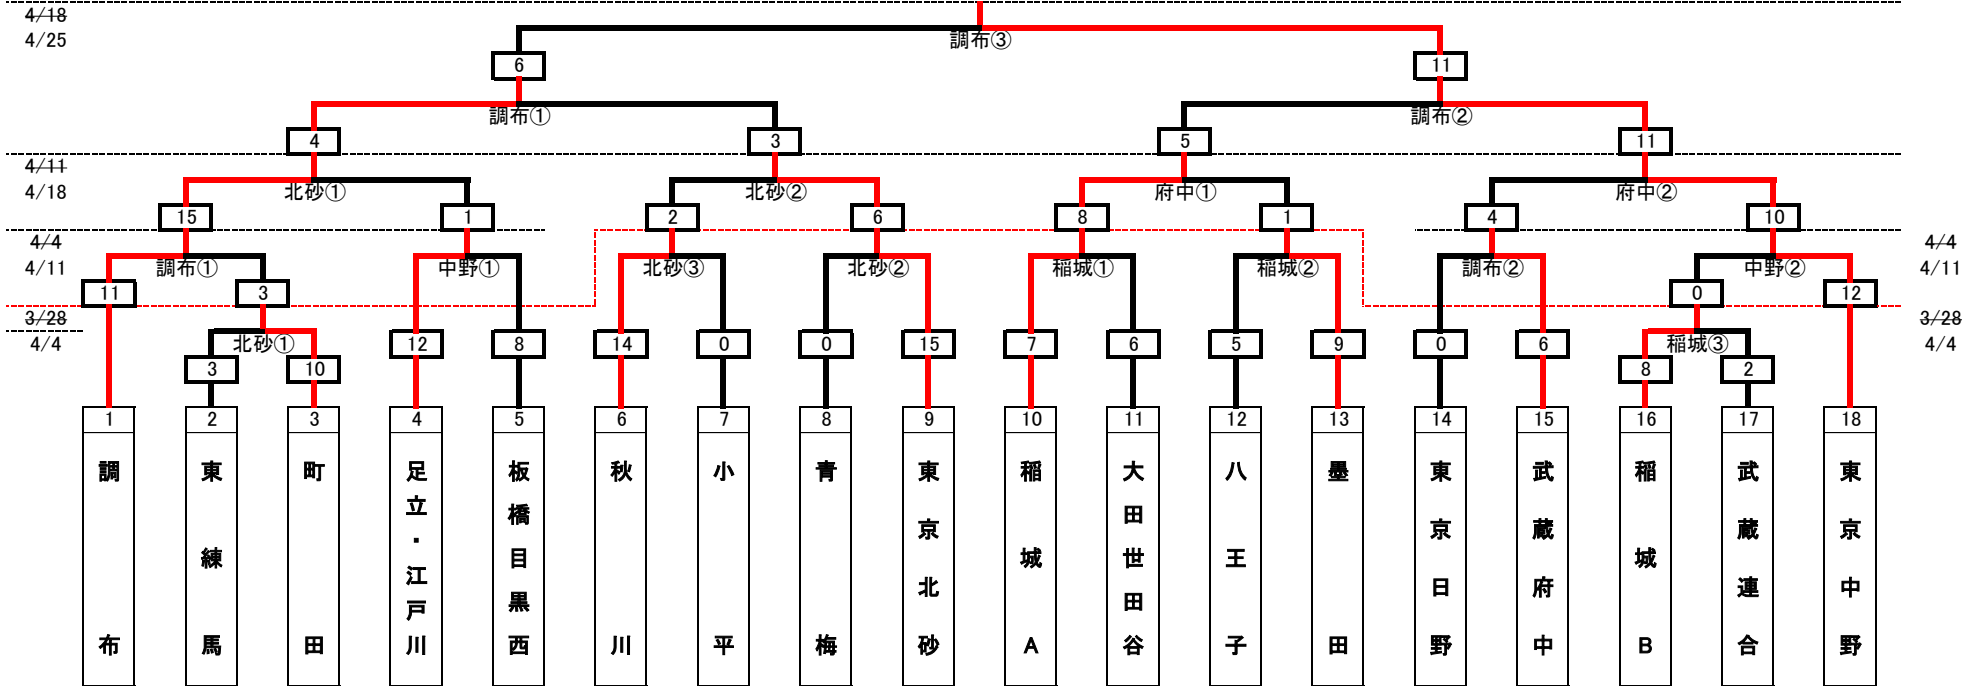 4/18
4/25
調布③
6
11
調布①
調布②
4
3
5
11
4/11
4/18
北砂①
北砂②
府中①
府中②
15
1
2
6
8
1
4
10
4/4
4/11
調布①
中野①
北砂③
北砂②
稲城①
稲城②
調布②
中野②
4/4
4/11
11
3
0
12
3/28
4/4
北砂①
12
8
14
0
0
15
7
6
5
9
0
6
稲城③
3/28
4/4
3
10
8
2
1
2
3
4
5
6
7
8
9
10
11
12
13
14
15
16
17
18
調布
東練馬
町田
足立・江戸川
板橋目黒西
秋川
小平
青梅
東京北砂
稲城A
大田世田谷
八王子
墨田
東京日野
武蔵府中
稲城B
武蔵連合
東京中野